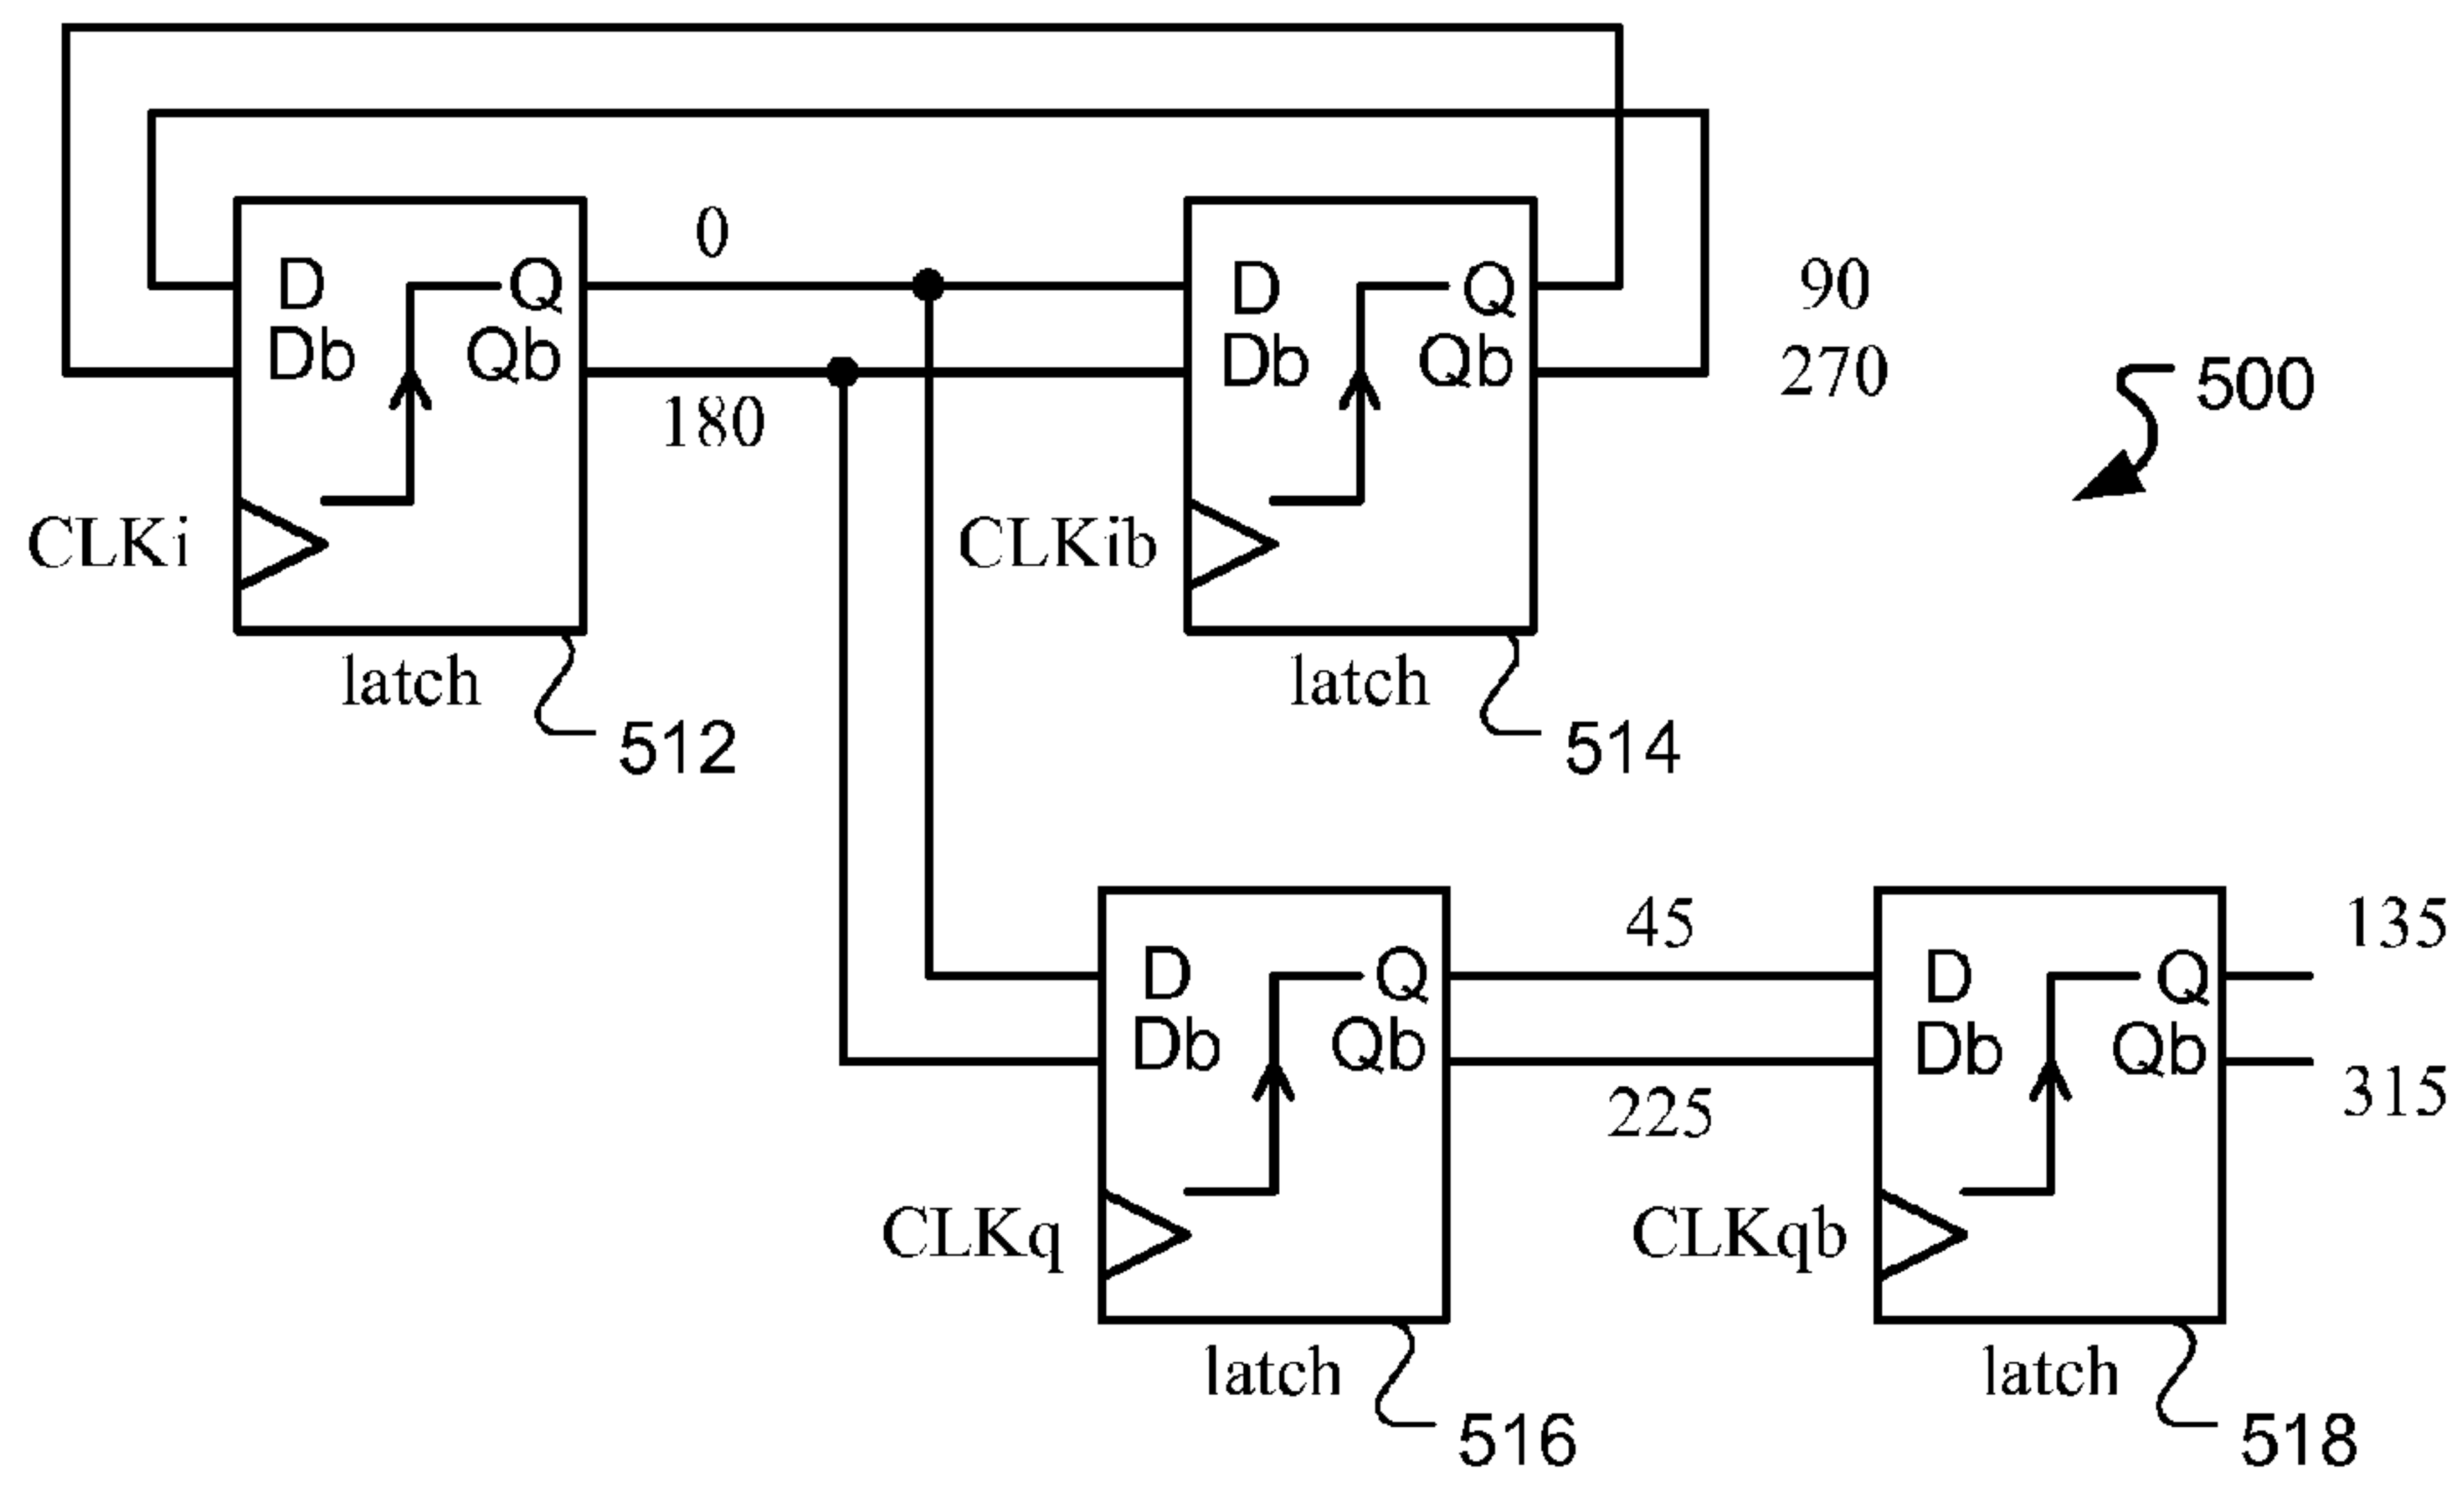 0
D Q D Q 90
Db Qb Db Qb 270
500
180
CLKi CLKib
latch latch
512 514
45 135
D Q D Q
Db Qb Db Qb
225 315
CLKq CLKqb
latch latch
516 518